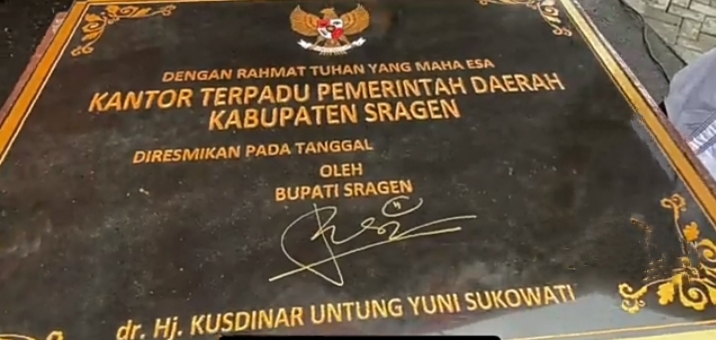 DENGAN RAHMAT TUHAN YANG MAHA ESA
KANTOR TERPADU PEMERINTAH DAERAH
KABUPATEN SRAGEN
DIRESMIKAN PADA TANGGAL
OLEH
BUPATI SRAGEN
dr. Hj. KUSDINAR UNTUNG YUNI SUKOWATI